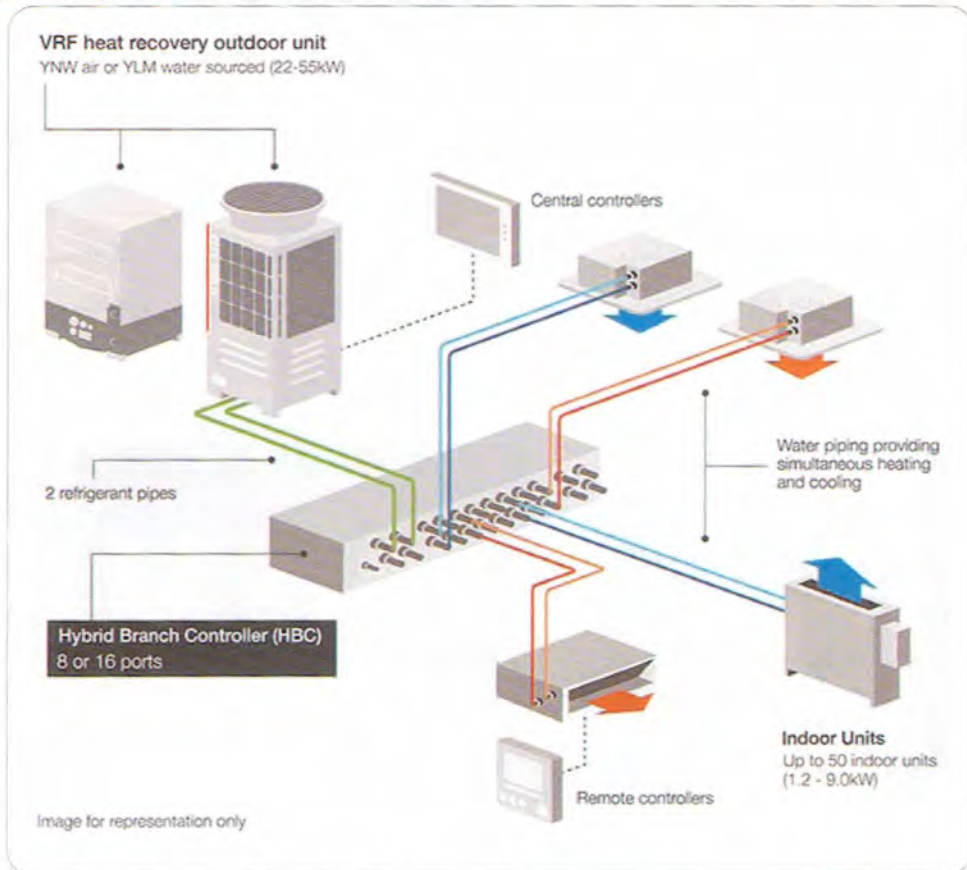 VRF heat recovery outdoor unit
YNW air or YLM water sourced (22-55kW)
Central controllers
2 refrigerant pipes
Water piping providing
simultaneous heating
and cooling
Hybrid Branch Controller (HBC)
8 or 16 ports
Indoor Units
Up to 50 indoor units
(1.2 - 9.0kW)
Remote controllers
Image for representation only